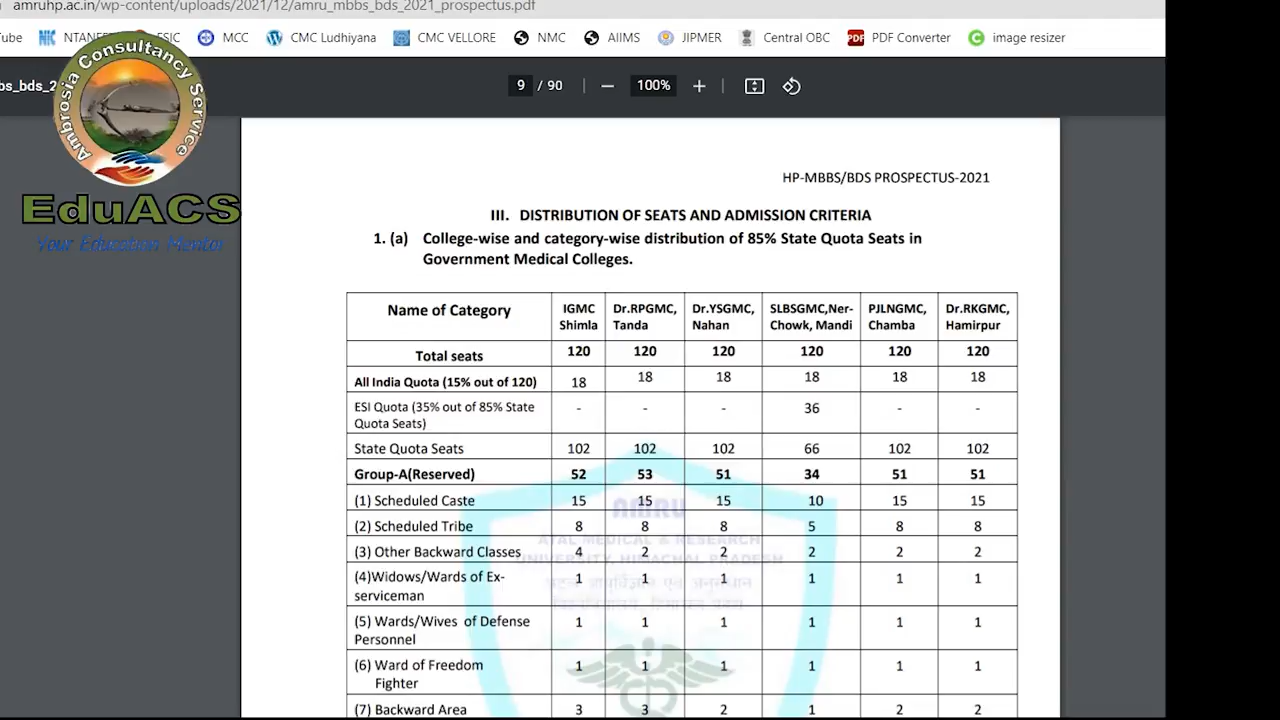 amruhp.ac.in/wp-content/uploads/2021/12/amru_mbbs_bds_2021_prospectus.pdf
ube NTANEET ESIC MCC CMC Ludhiyana CMC VELLORE NMC AIIMS JIPMER Central OBC PDF Converter image resizer
bs_bds_2 9 / 90 100%
Ambrosia Consultancy Service
EduACS
Your Education Mentor
HP-MBBS/BDS PROSPECTUS-2021
III. DISTRIBUTION OF SEATS AND ADMISSION CRITERIA
1. (a) College-wise and category-wise distribution of 85% State Quota Seats in
Government Medical Colleges.
Name of Category IGMC Shimla Dr.RPGMC, Tanda Dr.YSGMC, Nahan SLBSGMC,Ner-Chowk, Mandi PJLNGMC, Chamba Dr.RKGMC, Hamirpur
Total seats 120 120 120 120 120 120
All India Quota (15% out of 120) 18 18 18 18 18 18
ESI Quota (35% out of 85% State Quota Seats) - - - 36 - -
State Quota Seats 102 102 102 66 102 102
Group-A(Reserved) 52 53 51 34 51 51
(1) Scheduled Caste 15 15 15 10 15 15
(2) Scheduled Tribe 8 8 8 5 8 8
(3) Other Backward Classes 4 2 2 2 2 2
(4)Widows/Wards of Ex-serviceman 1 1 1 1 1 1
(5) Wards/Wives of Defense Personnel 1 1 1 1 1 1
(6) Ward of Freedom Fighter 1 1 1 1 1 1
(7) Backward Area 3 3 2 1 2 2
AMRU
ATAL MEDICAL & RESEARCH
UNIVERSITY, HIMACHAL PRADESH